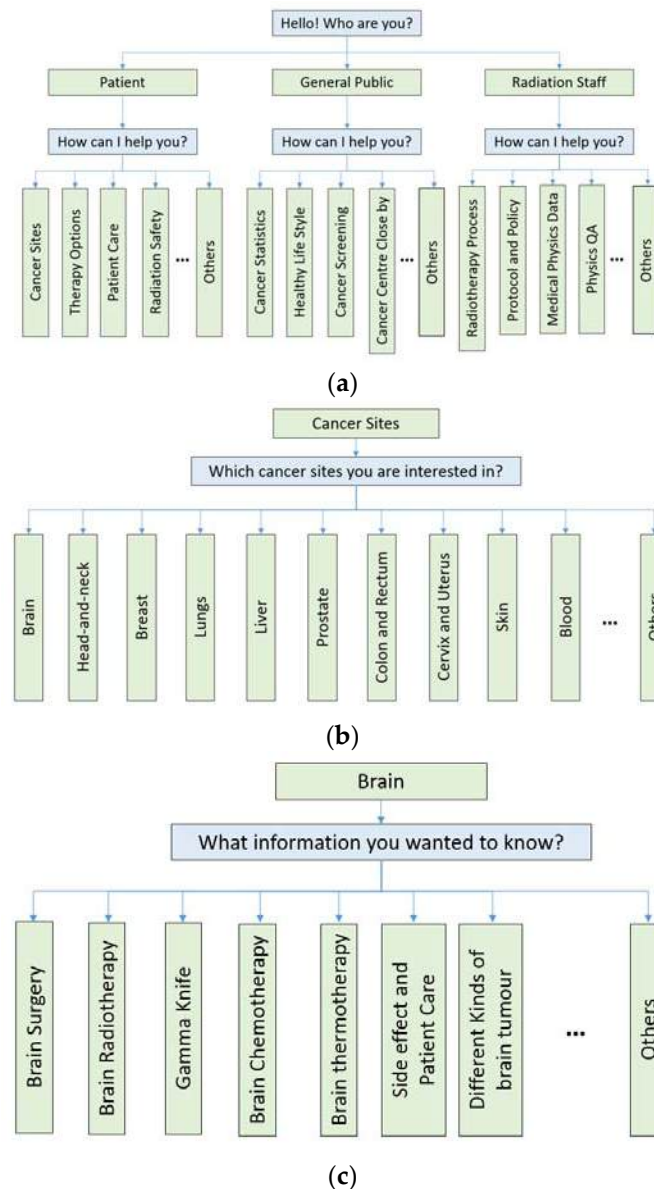 Hello! Who are you?
Patient
General Public
Radiation Staff
How can I help you?
How can I help you?
How can I help you?
Cancer Sites
Therapy Options
Patient Care
Radiation Safety
...
Others
Cancer Statistics
Healthy Life Style
Cancer Screening
Cancer Centre Close by
...
Others
Radiotherapy Process
Protocol and Policy
Medical Physics Data
Physics QA
...
Others
(a)
Cancer Sites
Which cancer sites you are interested in?
Brain
Head-and-neck
Breast
Lungs
Liver
Prostate
Colon and Rectum
Cervix and Uterus
Skin
Blood
...
Others
(b)
Brain
What information you wanted to know?
Brain Surgery
Brain Radiotherapy
Gamma Knife
Brain Chemotherapy
Brain thermotherapy
Side effect and
Patient Care
Different Kinds of
brain tumour
...
Others
(c)